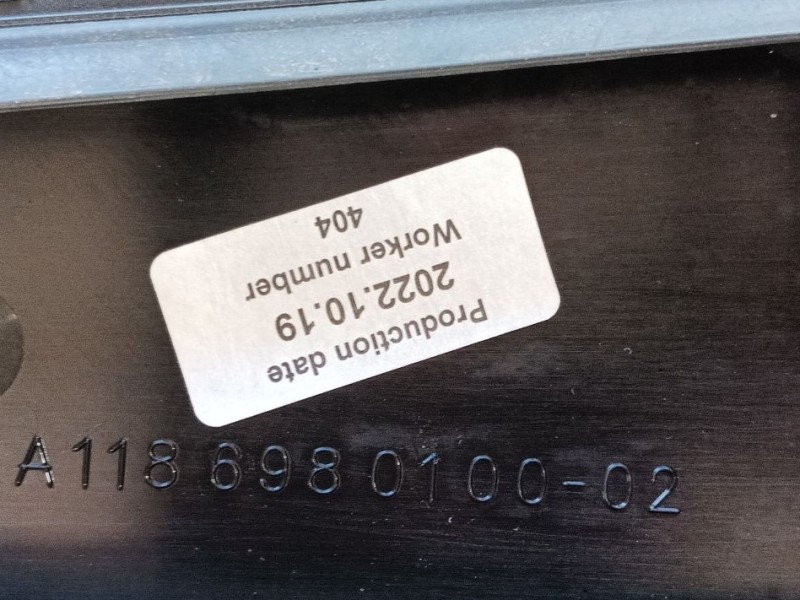 Production date
2022.10.19
Worker number
404
A118 698 0100-02